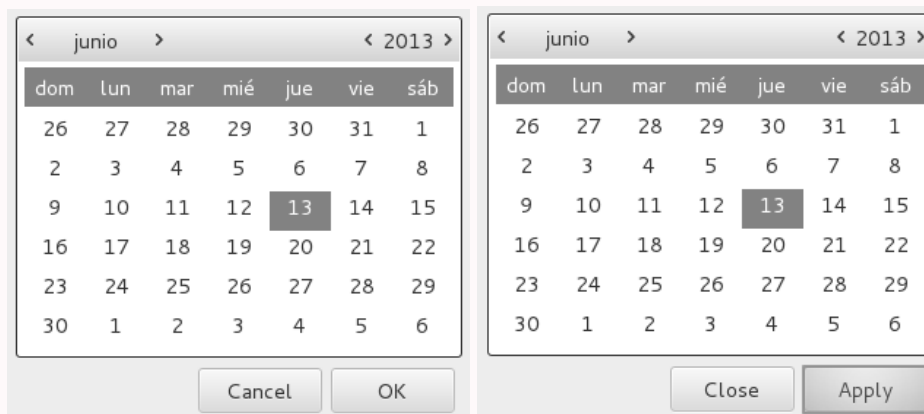 < junio > < 2013 >
dom lun mar mié jue vie sáb
26 27 28 29 30 31 1
2 3 4 5 6 7 8
9 10 11 12 13 14 15
16 17 18 19 20 21 22
23 24 25 26 27 28 29
30 1 2 3 4 5 6
Cancel OK
< junio > < 2013 >
dom lun mar mié jue vie sáb
26 27 28 29 30 31 1
2 3 4 5 6 7 8
9 10 11 12 13 14 15
16 17 18 19 20 21 22
23 24 25 26 27 28 29
30 1 2 3 4 5 6
Close Apply